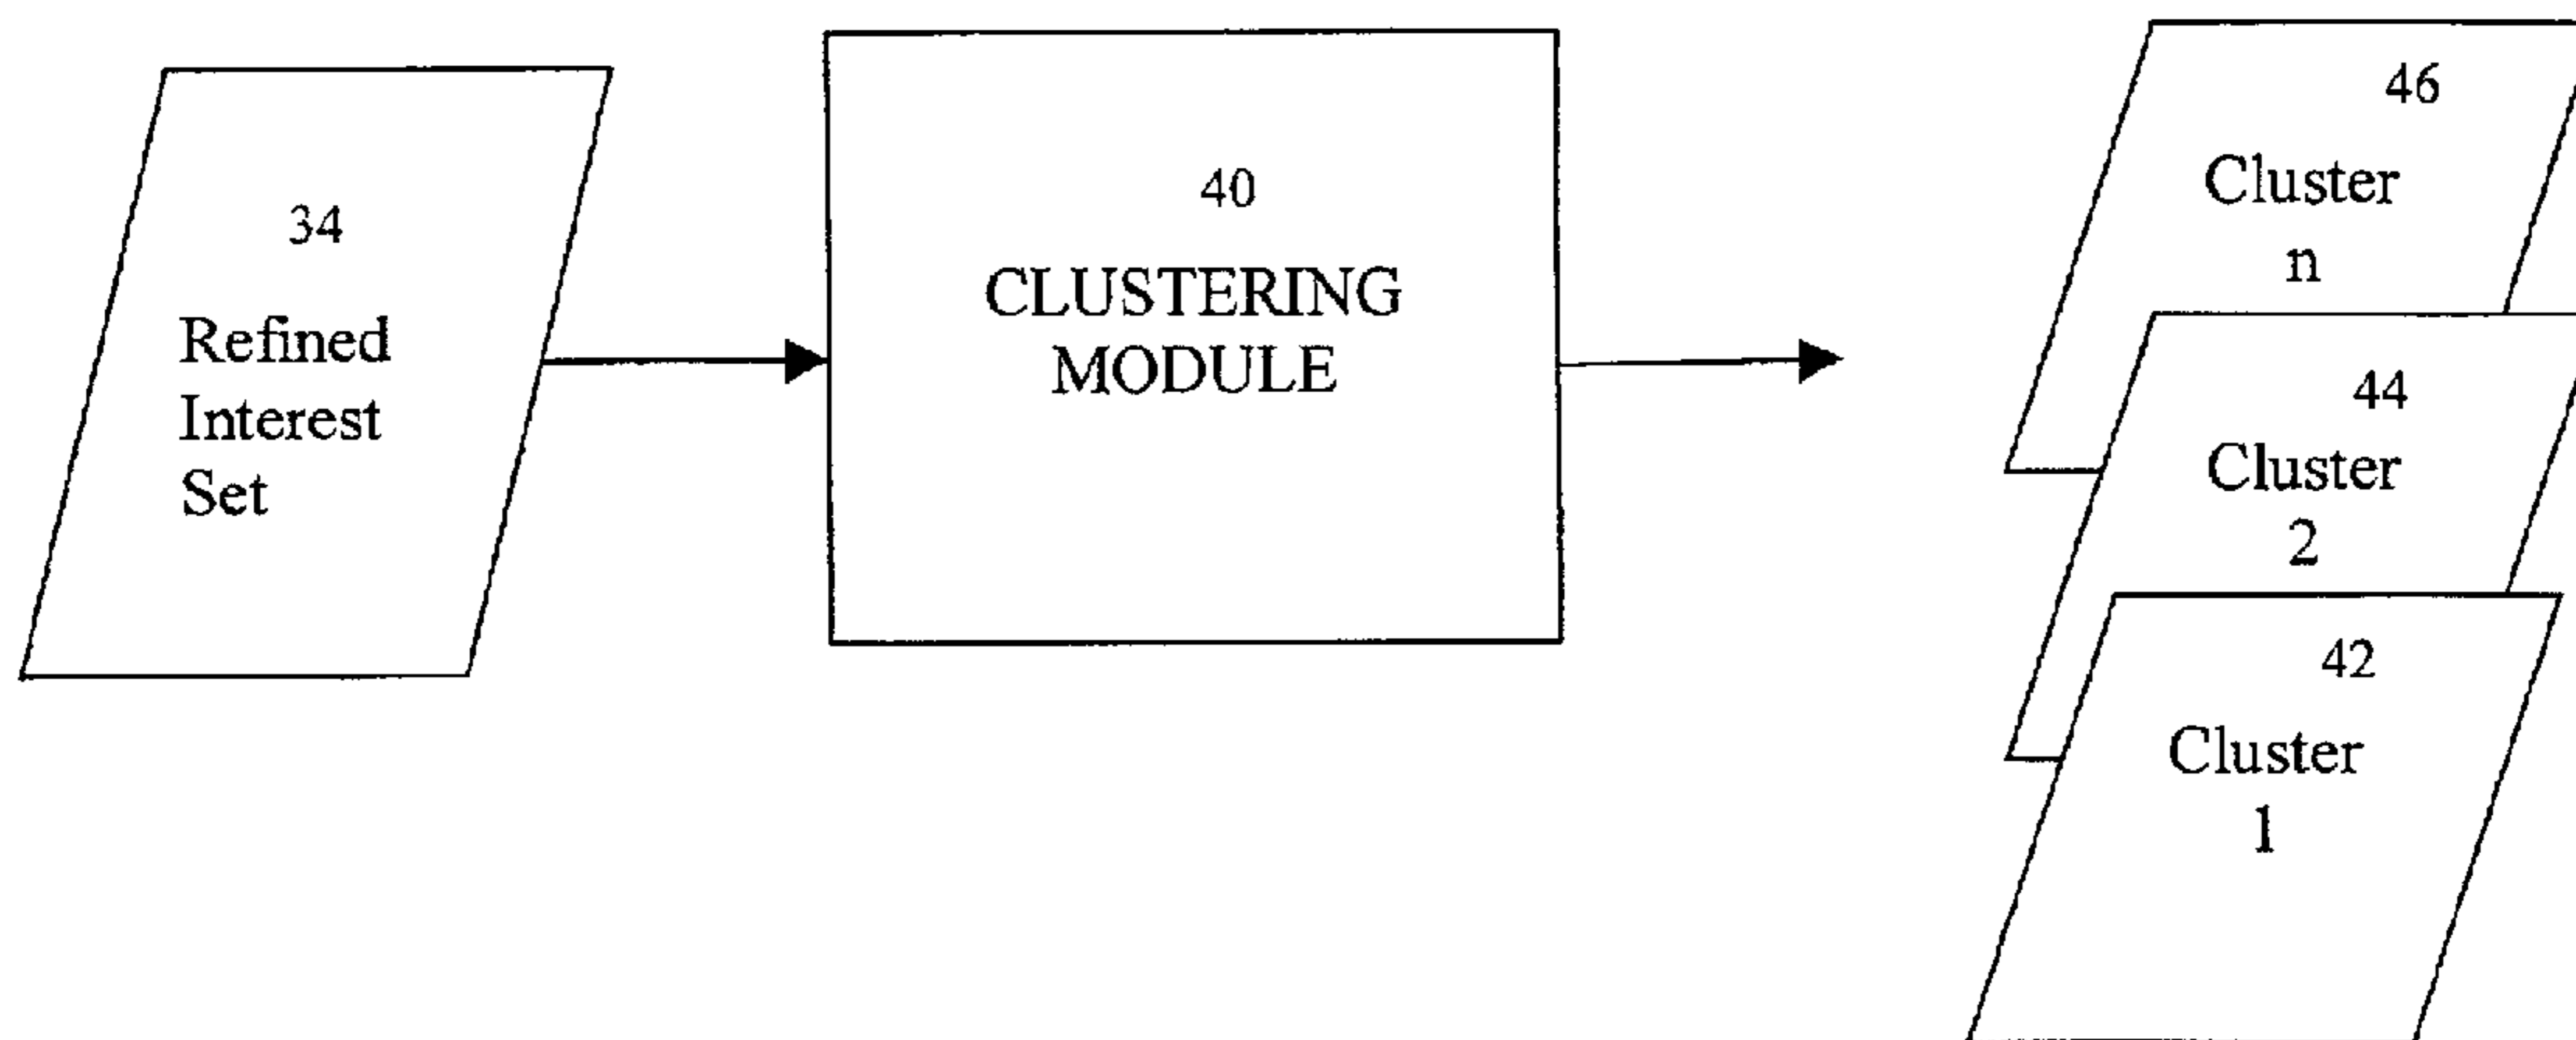 34
Refined
Interest
Set
40
CLUSTERING
MODULE
46
Cluster
n
44
Cluster
2
42
Cluster
1